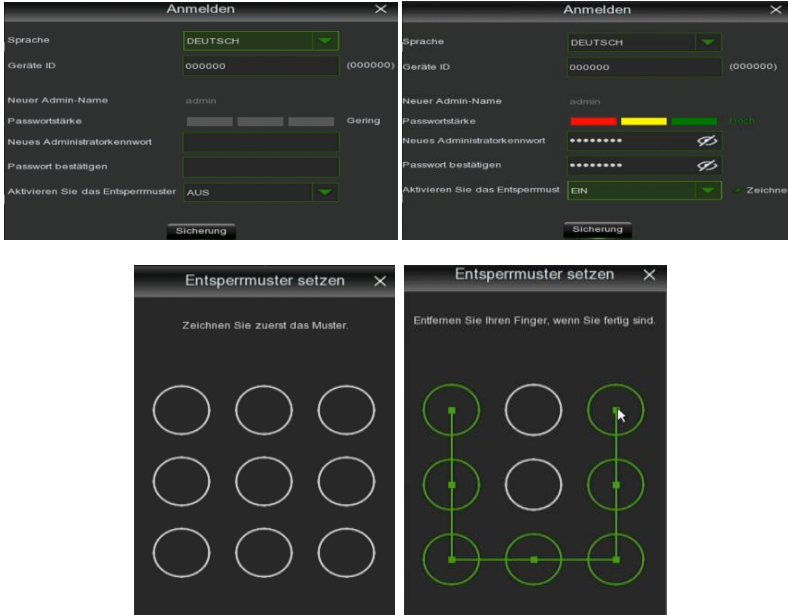 Anmelden
Sprache DEUTSCH
Geräte ID 000000 (000000)
Neuer Admin-Name admin
Passwortstärke Gering
Neues Administratorkennwort
Passwort bestätigen
Aktivieren Sie das Entsperrmuster AUS
Sicherung
Anmelden
Sprache DEUTSCH
Geräte ID 000000 (000000)
Neuer Admin-Name admin
Passwortstärke Hoch
Neues Administratorkennwort ••••••••
Passwort bestätigen ••••••••
Aktivieren Sie das Entsperrmust EIN Zeichne
Sicherung
Entsperrmuster setzen
Zeichnen Sie zuerst das Muster.
Entsperrmuster setzen
Entfernen Sie Ihren Finger, wenn Sie fertig sind.